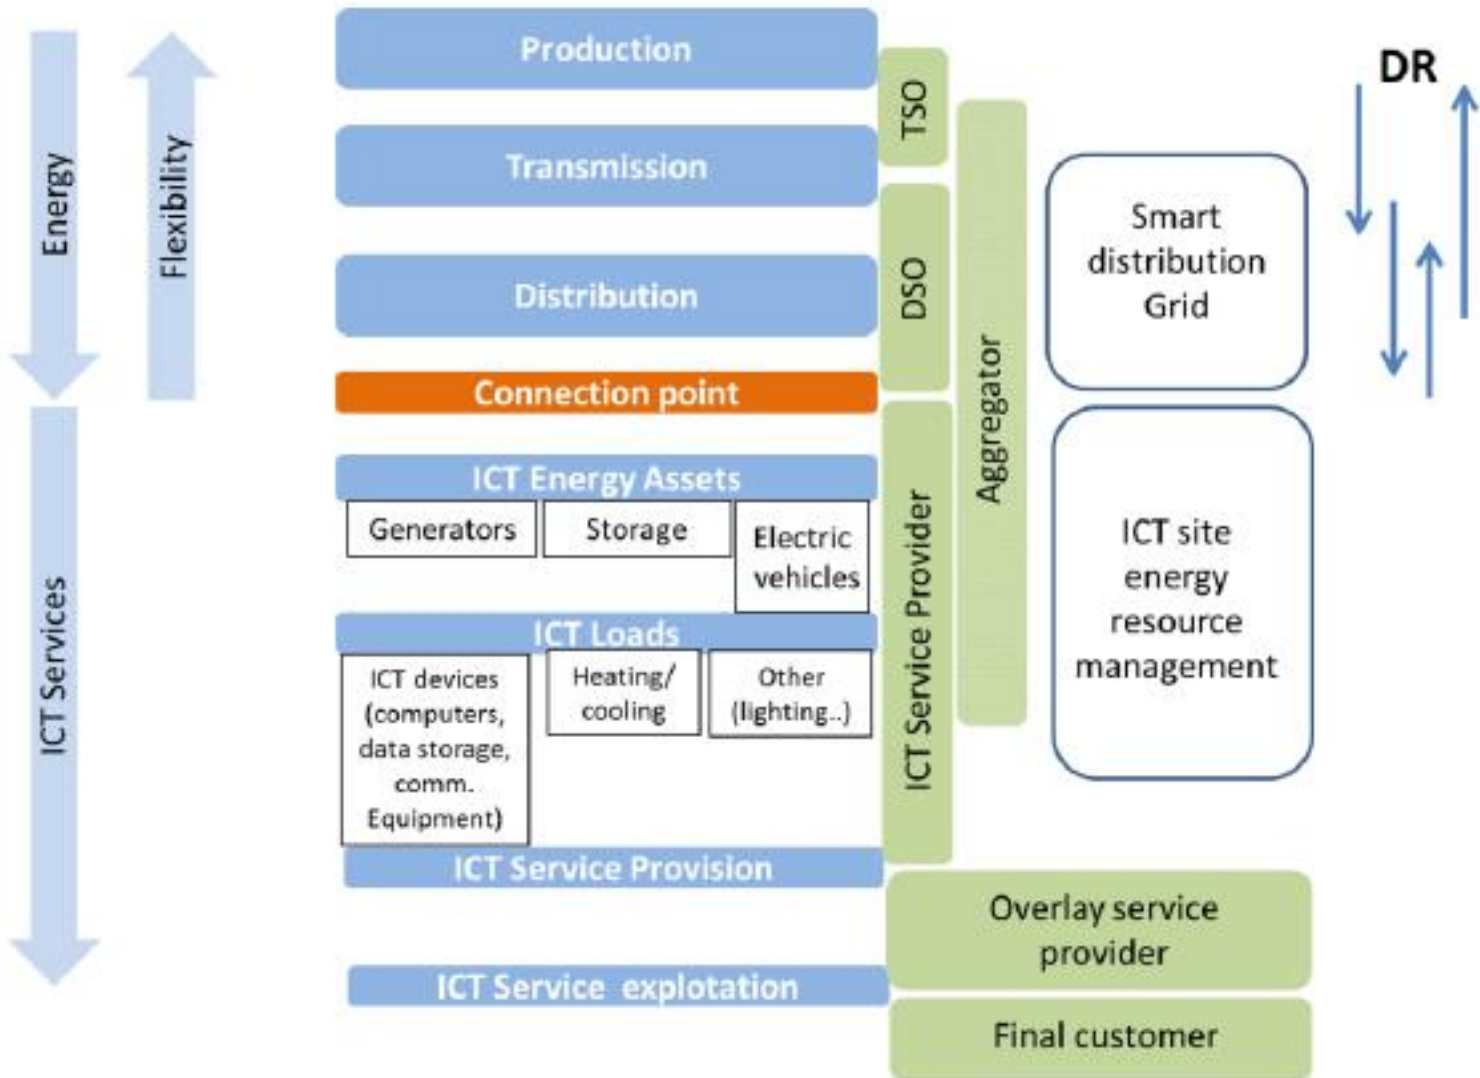 Energy
Flexibility
ICT Services
Production
Transmission
Distribution
Connection point
ICT Energy Assets
Generators
Storage
Electric
vehicles
ICT Loads
ICT devices
(computers,
data storage,
comm.
Equipment)
Heating/
cooling
Other
(lighting..)
ICT Service Provision
ICT Service explotation
TSO
DSO
ICT Service Provider
Aggregator
Overlay service
provider
Final customer
Smart
distribution
Grid
ICT site
energy
resource
management
DR